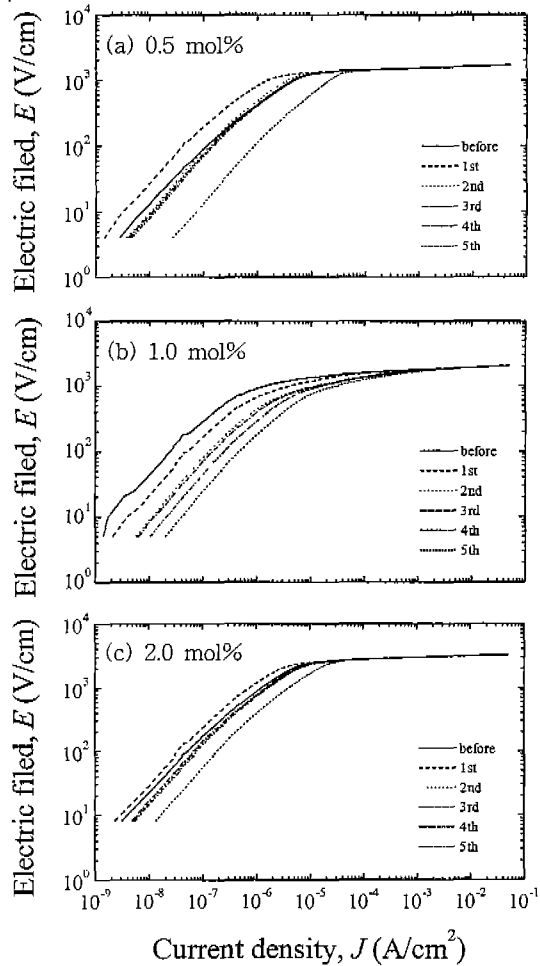 (a) 0.5 mol%
Electric filed, E (V/cm)
10^4
10^3
10^2
10^1
10^0
before
1st
2nd
3rd
4th
5th
(b) 1.0 mol%
Electric filed, E (V/cm)
10^4
10^3
10^2
10^1
10^0
before
1st
2nd
3rd
4th
5th
(c) 2.0 mol%
Electric filed, E (V/cm)
10^4
10^3
10^2
10^1
10^0
before
1st
2nd
3rd
4th
5th
10^-9 10^-8 10^-7 10^-6 10^-5 10^-4 10^-3 10^-2 10^-1
Current density, J (A/cm^2)